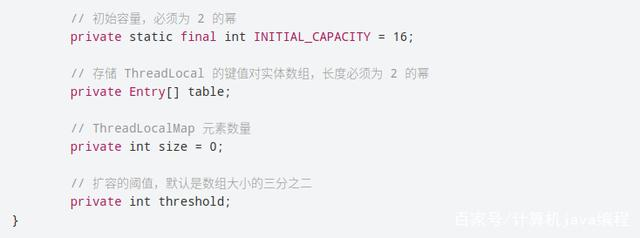 // 初始容量，必须为 2 的幂
private static final int INITIAL_CAPACITY = 16;
// 存储 ThreadLocal 的键值对实体数组，长度必须为 2 的幂
private Entry[] table;
// ThreadLocalMap 元素数量
private int size = 0;
// 扩容的阈值，默认是数组大小的三分之二
private int threshold;
}
百家号/计算机java编程